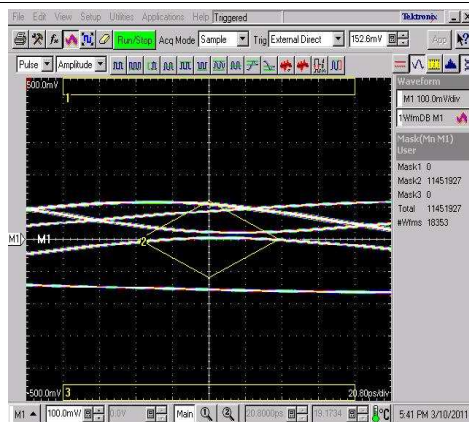 File Edit View Setup Utilities Applications Help Triggered Tektronix
Run/Stop Acq Mode Sample Trig External Direct 152.6mV App
Pulse Amplitude
500.0mV
1
Waveform
M1 100.0mV/div
1WfmDB M1
Mask(Mn M1)
User
Mask1 0
Mask2 11451927
Mask3 0
Total 11451927
#Wfms 18353
M1 M1 2
-500.0mV 3 20.80ps/div
M1 100.0mV 0.0V Main 20.8000ps 19.1734 °C 5:41 PM 3/10/2011